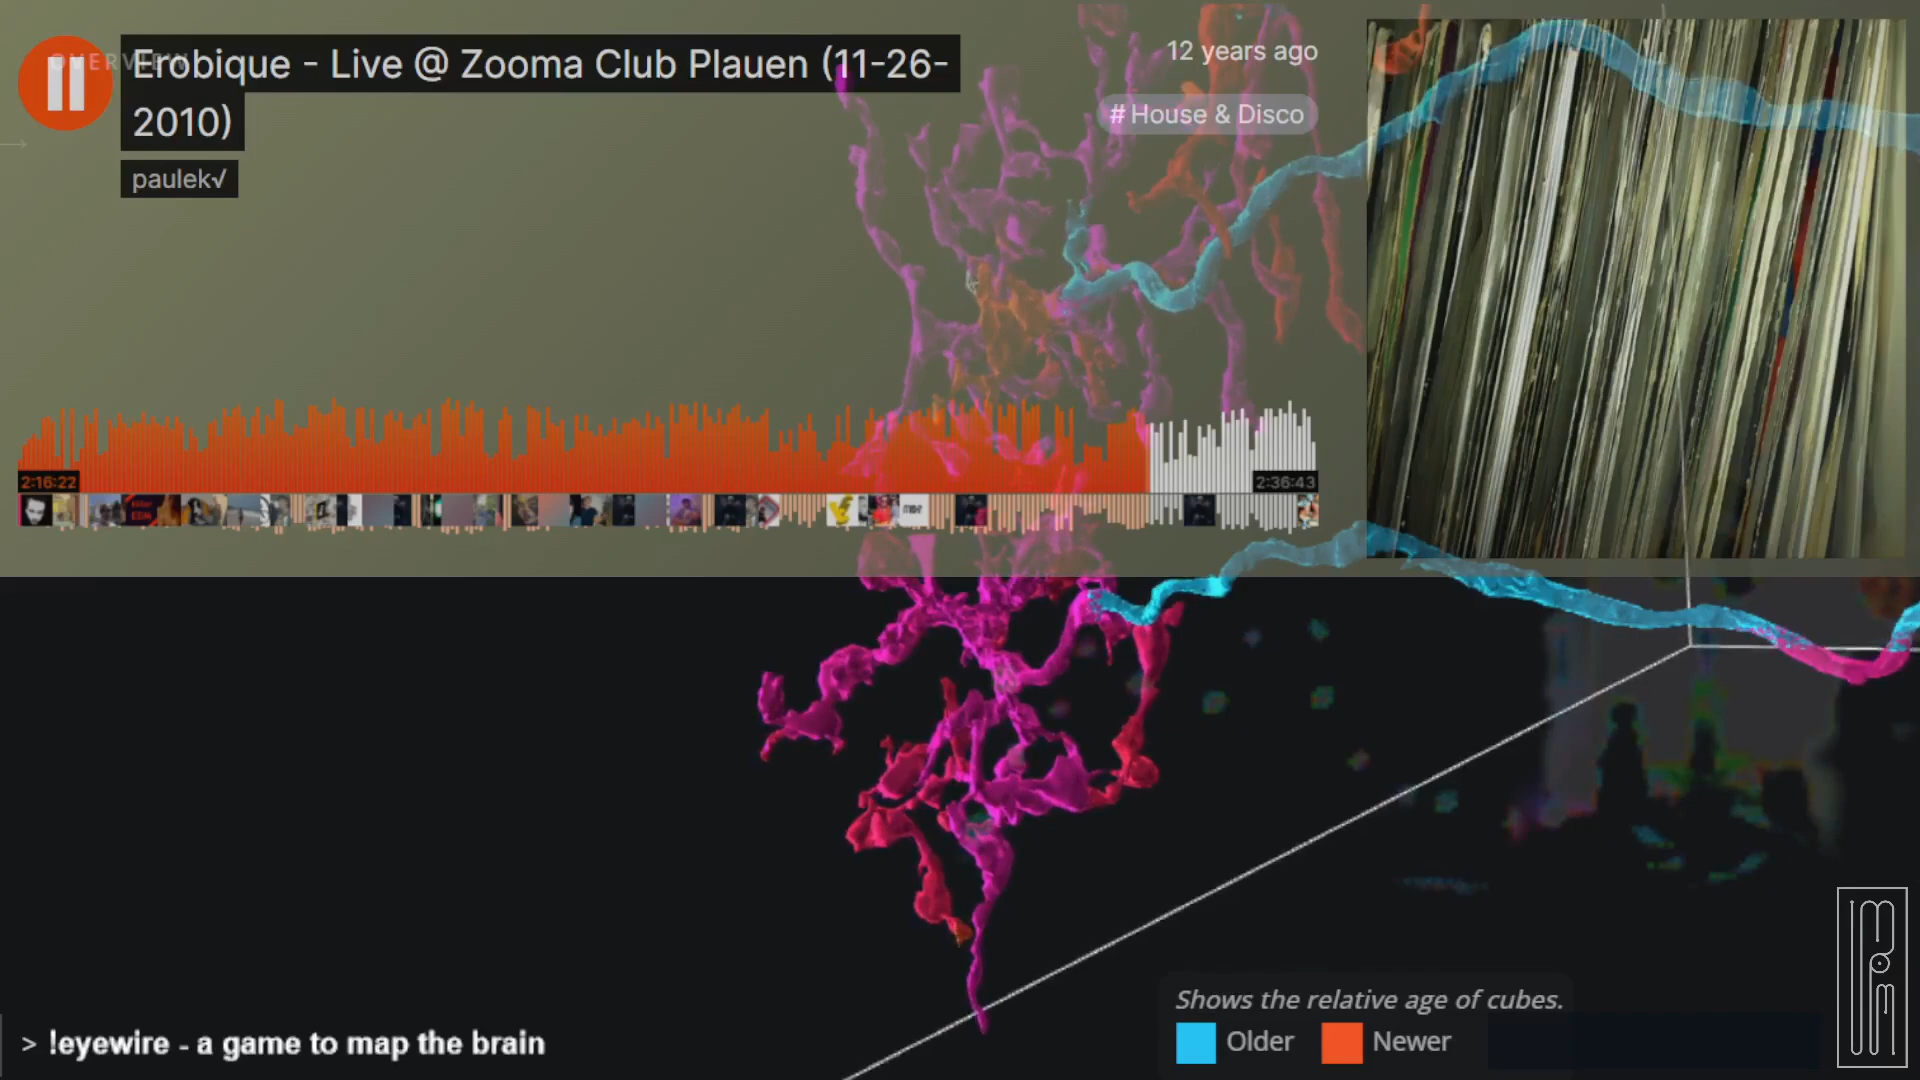 OVERVIEW
Erobique - Live @ Zooma Club Plauen (11-26-
2010)
paulek✓
12 years ago
# House & Disco
2:16:22
2:36:43
> !eyewire - a game to map the brain
Shows the relative age of cubes.
Older
Newer